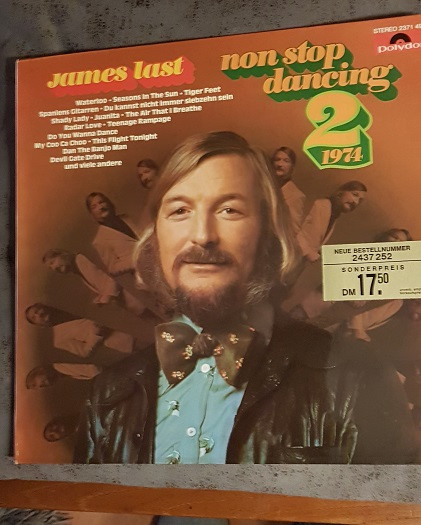 STEREO 2371 4
Polydo
james last
non stop
dancing
2
1974
Waterloo - Seasons In The Sun - Tiger Feet
Spaniens Gitarren - Du kannst nicht immer siebzehn sein
Shady Lady - Juanita - The Air That I Breathe
Radar Love - Teenage Rampage
Do You Wanna Dance
My Coo Ca Choo - This Flight Tonight
Dan The Banjo Man
Devil Gate Drive
und viele andere
NEUE BESTELLNUMMER
2437 252
SONDERPREIS
DM 17.50